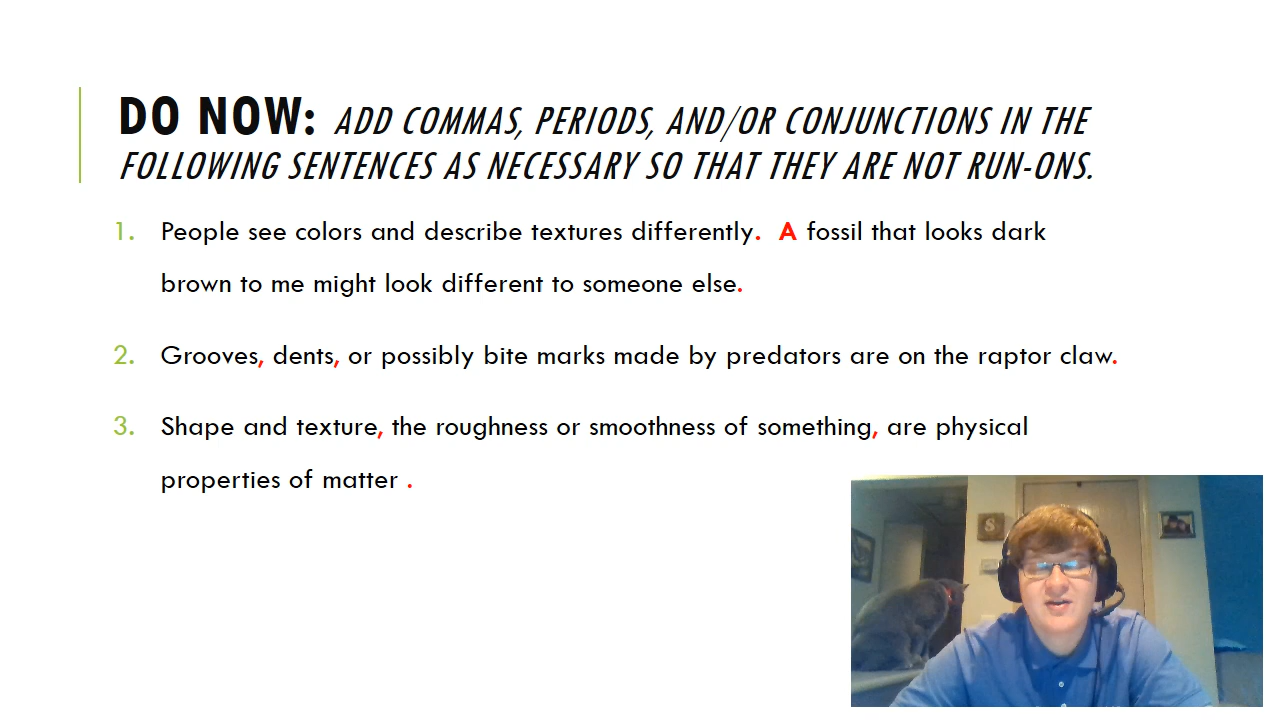 DO NOW: ADD COMMAS, PERIODS, AND/OR CONJUNCTIONS IN THE
FOLLOWING SENTENCES AS NECESSARY SO THAT THEY ARE NOT RUN-ONS.
1. People see colors and describe textures differently. A fossil that looks dark
brown to me might look different to someone else.
2. Grooves, dents, or possibly bite marks made by predators are on the raptor claw.
3. Shape and texture, the roughness or smoothness of something, are physical
properties of matter .
S